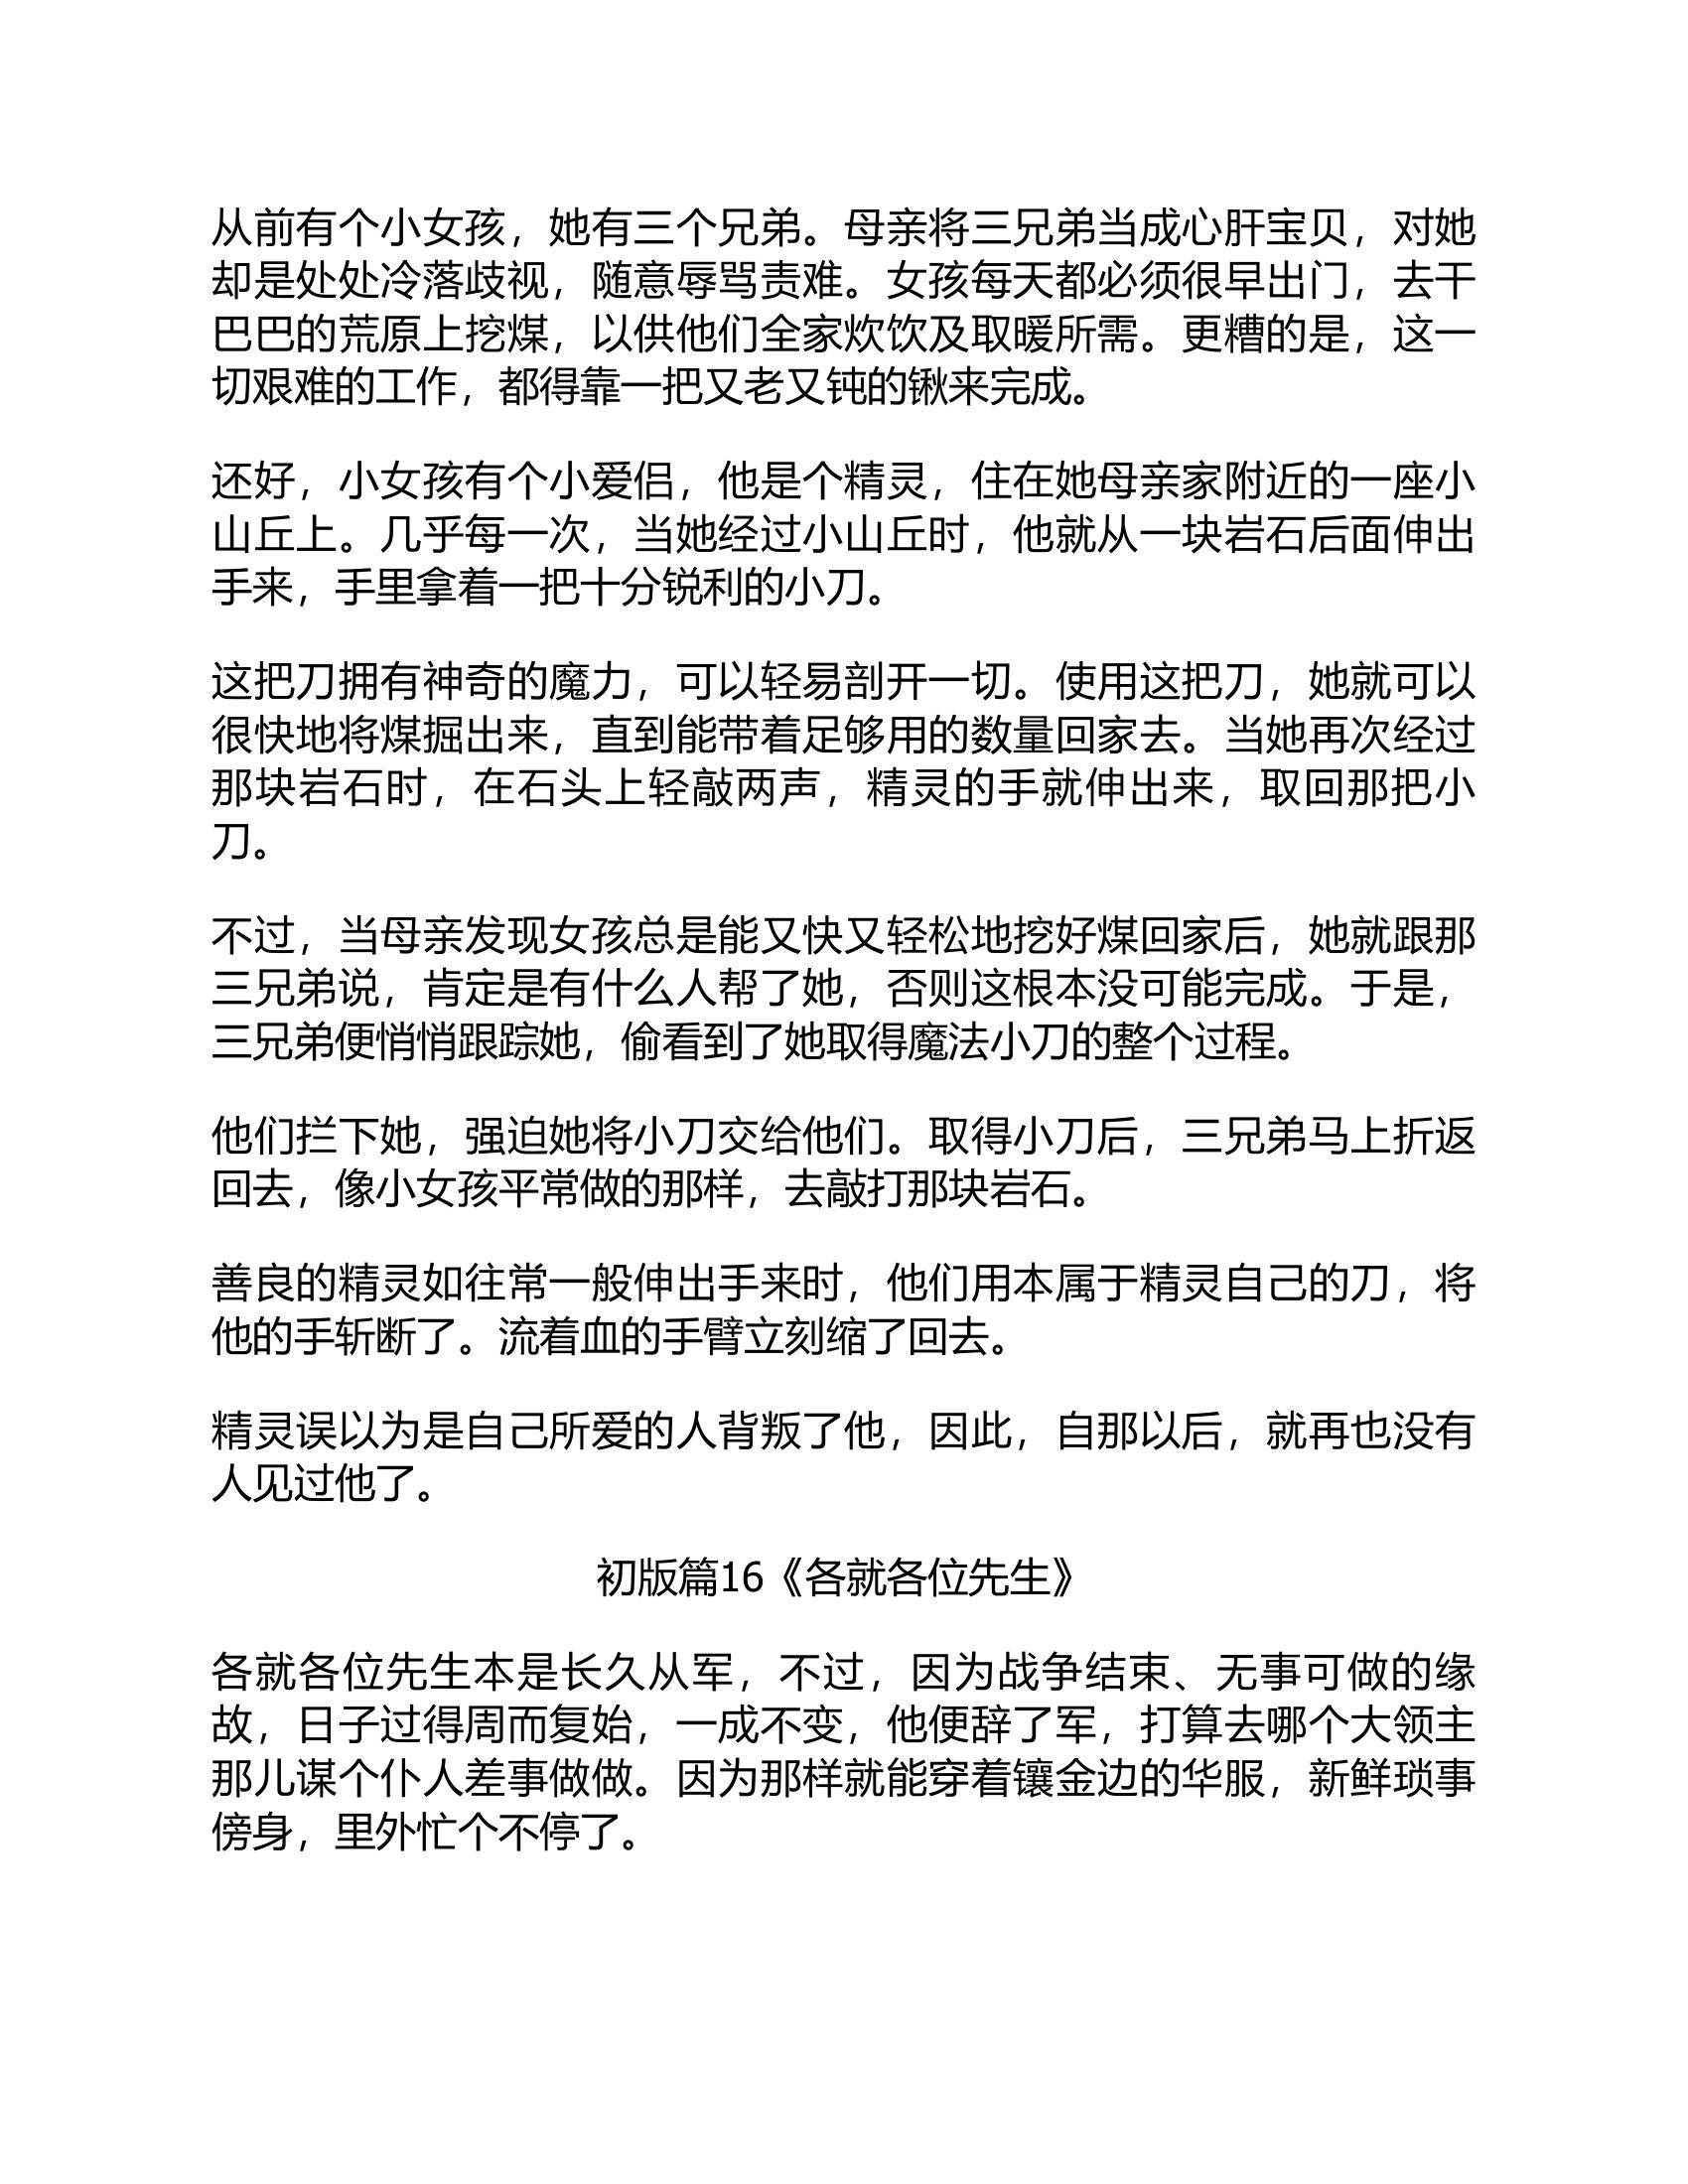 从前有个小女孩，她有三个兄弟。母亲将三兄弟当成心肝宝贝，对她
却是处处冷落歧视，随意辱骂责难。女孩每天都必须很早出门，去干
巴巴的荒原上挖煤，以供他们全家炊饮及取暖所需。更糟的是，这一
切艰难的工作，都得靠一把又老又钝的锹来完成。
还好，小女孩有个小爱侣，他是个精灵，住在她母亲家附近的一座小
山丘上。几乎每一次，当她经过小山丘时，他就从一块岩石后面伸出
手来，手里拿着一把十分锐利的小刀。
这把刀拥有神奇的魔力，可以轻易剖开一切。使用这把刀，她就可以
很快地将煤掘出来，直到能带着足够用的数量回家去。当她再次经过
那块岩石时，在石头上轻敲两声，精灵的手就伸出来，取回那把小
刀。
不过，当母亲发现女孩总是能又快又轻松地挖好煤回家后，她就跟那
三兄弟说，肯定是有什么人帮了她，否则这根本没可能完成。于是，
三兄弟便悄悄跟踪她，偷看到了她取得魔法小刀的整个过程。
他们拦下她，强迫她将小刀交给他们。取得小刀后，三兄弟马上折返
回去，像小女孩平常做的那样，去敲打那块岩石。
善良的精灵如往常一般伸出手来时，他们用本属于精灵自己的刀，将
他的手斩断了。流着血的手臂立刻缩了回去。
精灵误以为是自己所爱的人背叛了他，因此，自那以后，就再也没有
人见过他了。
初版篇16《各就各位先生》
各就各位先生本是长久从军，不过，因为战争结束、无事可做的缘
故，日子过得周而复始，一成不变，他便辞了军，打算去哪个大领主
那儿谋个仆人差事做做。因为那样就能穿着镶金边的华服，新鲜琐事
傍身，里外忙个不停了。